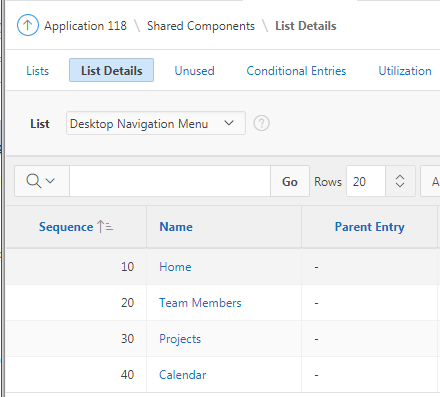 Application 118 \ Shared Components \ List Details
Lists List Details Unused Conditional Entries Utilization
List Desktop Navigation Menu ?
Go Rows 20 A
Sequence Name Parent Entry
10 Home -
20 Team Members -
30 Projects -
40 Calendar -